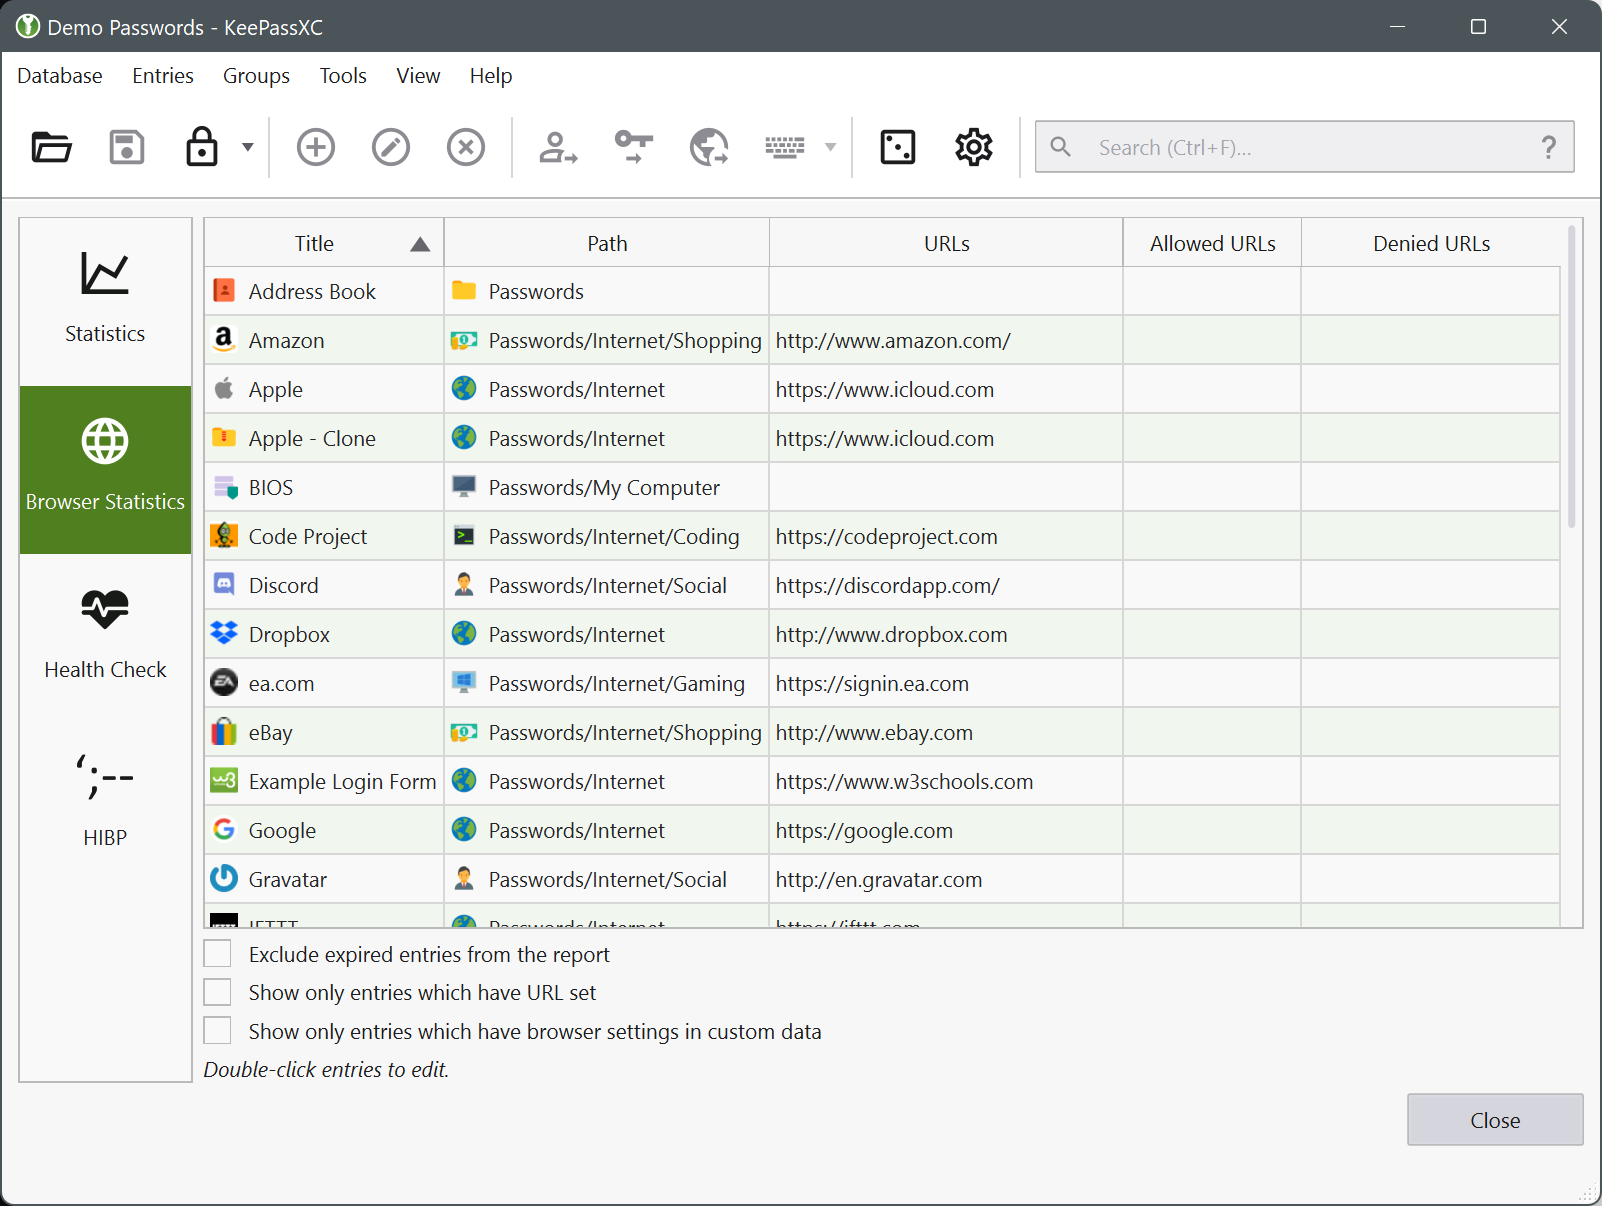 Demo Passwords - KeePassXC
Database Entries Groups Tools View Help
Search (Ctrl+F)... ?
Title Path URLs Allowed URLs Denied URLs
Address Book Passwords
Amazon Passwords/Internet/Shopping http://www.amazon.com/
Apple Passwords/Internet https://www.icloud.com
Apple - Clone Passwords/Internet https://www.icloud.com
BIOS Passwords/My Computer
Code Project Passwords/Internet/Coding https://codeproject.com
Discord Passwords/Internet/Social https://discordapp.com/
Dropbox Passwords/Internet http://www.dropbox.com
ea.com Passwords/Internet/Gaming https://signin.ea.com
eBay Passwords/Internet/Shopping http://www.ebay.com
Example Login Form Passwords/Internet https://www.w3schools.com
Google Passwords/Internet https://google.com
Gravatar Passwords/Internet/Social http://en.gravatar.com
IFTTT Passwords/Internet https://ifttt.com
Statistics
Browser Statistics
Health Check
';--
HIBP
Exclude expired entries from the report
Show only entries which have URL set
Show only entries which have browser settings in custom data
Double-click entries to edit.
Close